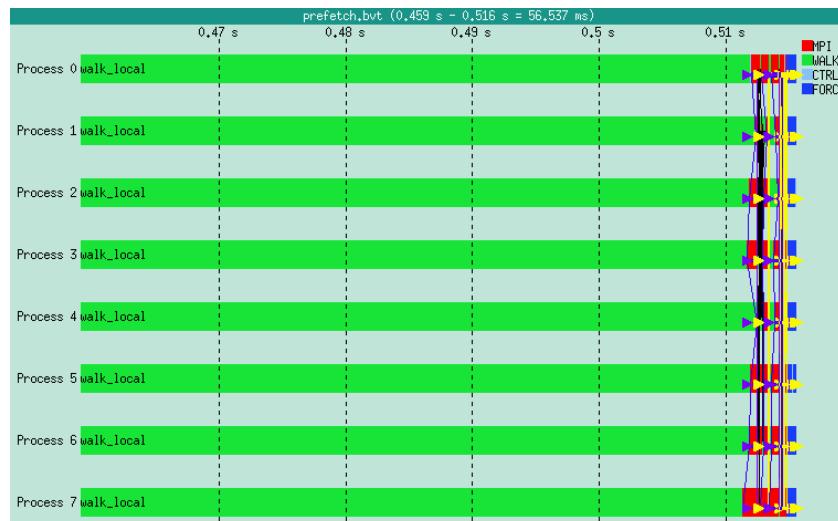 prefetch.bvt (0.459 s - 0.516 s = 56.537 ms)
0.47 s 0.48 s 0.49 s 0.5 s 0.51 s
MPI
WALK
CTRL
FORC
Process 0 walk_local
Process 1 walk_local
Process 2 walk_local
Process 3 walk_local
Process 4 walk_local
Process 5 walk_local
Process 6 walk_local
Process 7 walk_local